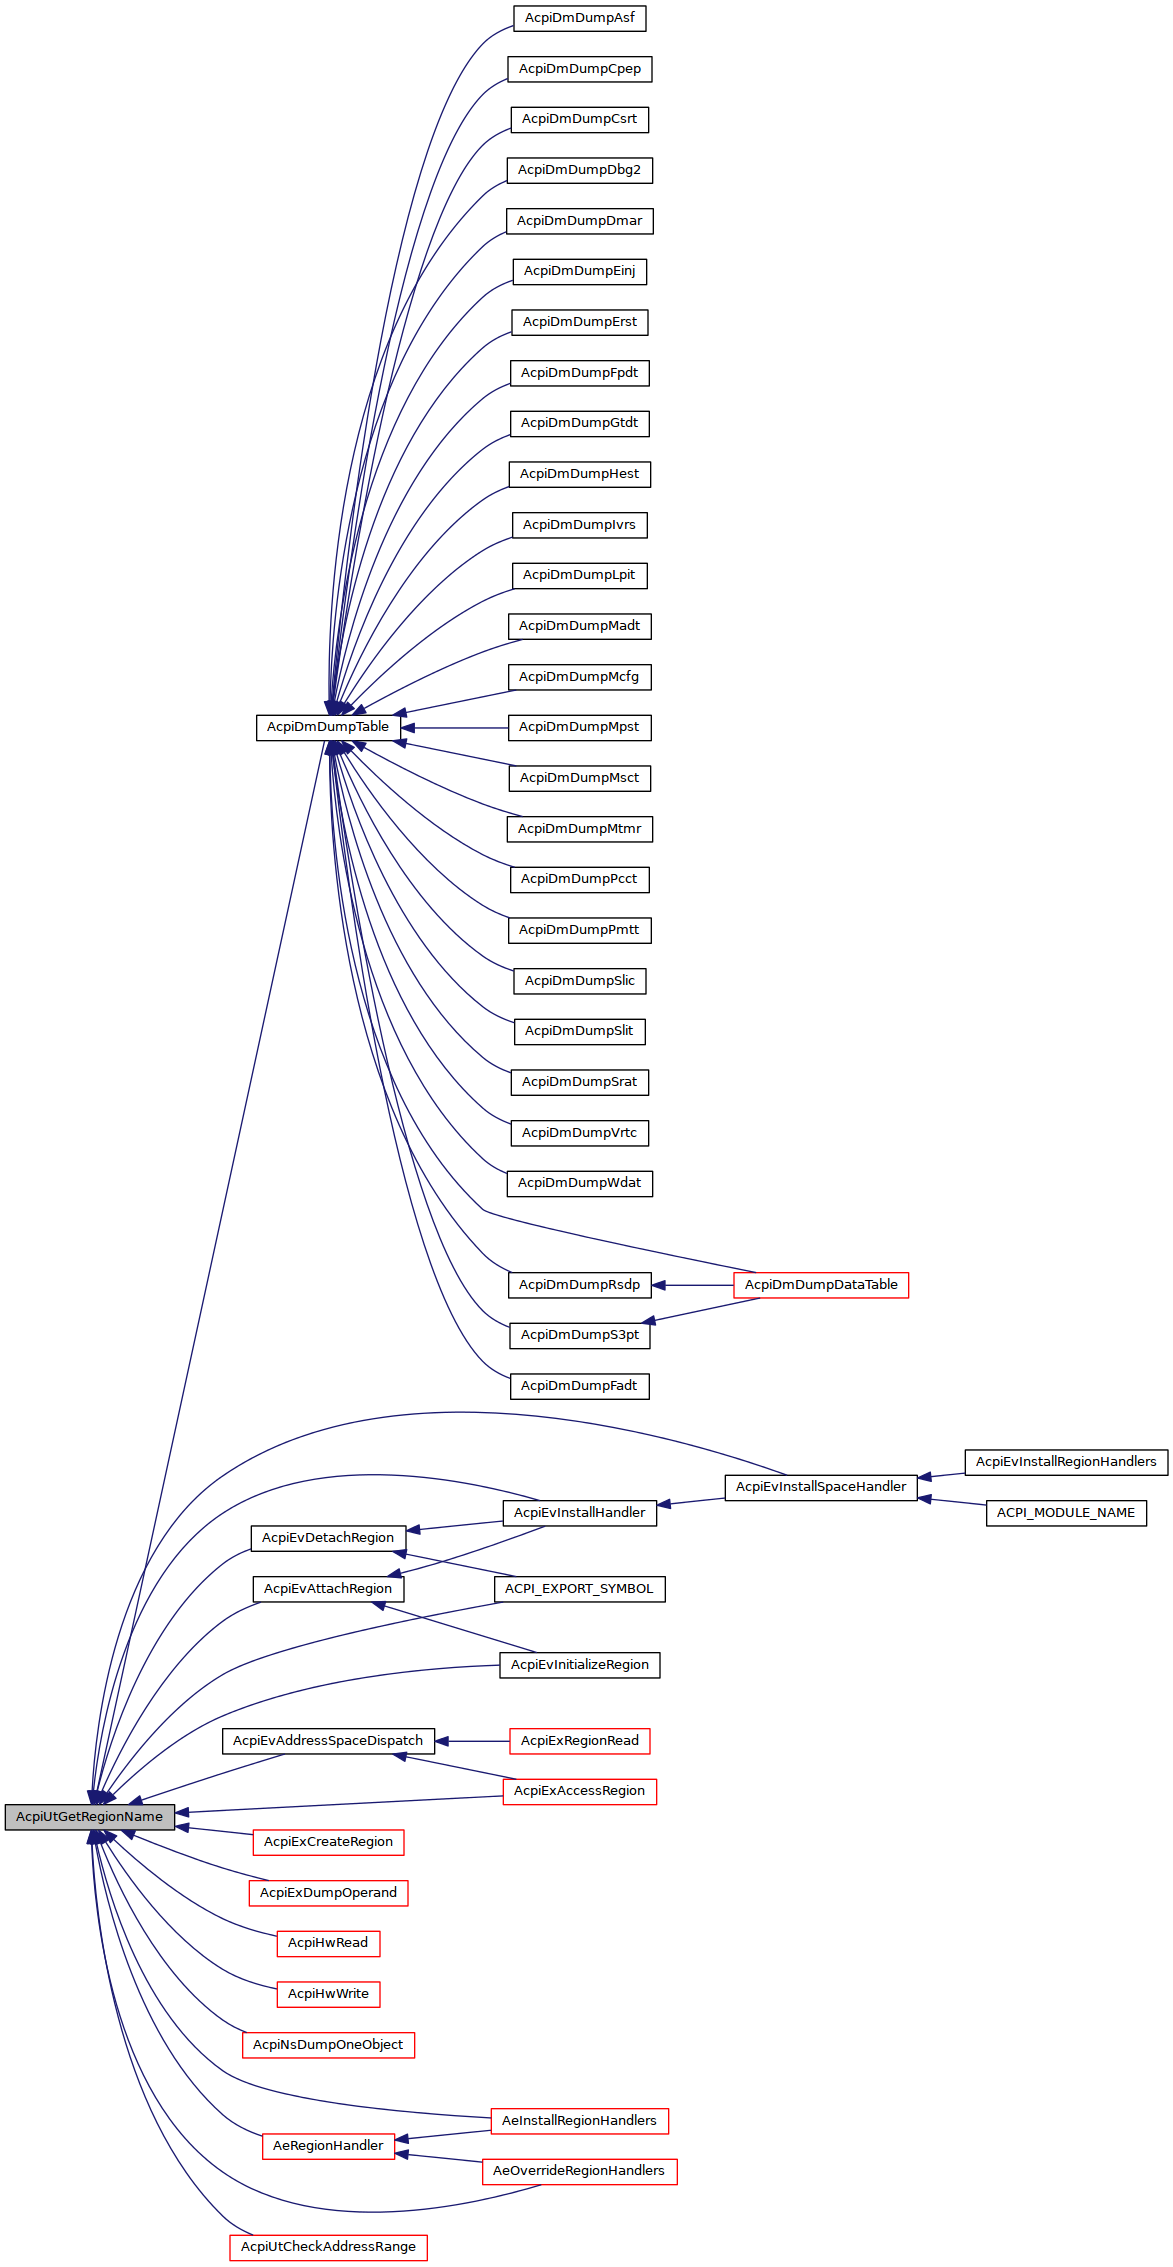 AcpiDmDumpAsf
AcpiDmDumpCpep
AcpiDmDumpCsrt
AcpiDmDumpDbg2
AcpiDmDumpDmar
AcpiDmDumpEinj
AcpiDmDumpErst
AcpiDmDumpFpdt
AcpiDmDumpGtdt
AcpiDmDumpHest
AcpiDmDumpIvrs
AcpiDmDumpLpit
AcpiDmDumpMadt
AcpiDmDumpMcfg
AcpiDmDumpTable
AcpiDmDumpMpst
AcpiDmDumpMsct
AcpiDmDumpMtmr
AcpiDmDumpPcct
AcpiDmDumpPmtt
AcpiDmDumpSlic
AcpiDmDumpSlit
AcpiDmDumpSrat
AcpiDmDumpVrtc
AcpiDmDumpWdat
AcpiDmDumpRsdp
AcpiDmDumpDataTable
AcpiDmDumpS3pt
AcpiDmDumpFadt
AcpiEvInstallRegionHandlers
AcpiEvInstallSpaceHandler
AcpiEvInstallHandler
ACPI_MODULE_NAME
AcpiEvDetachRegion
AcpiEvAttachRegion
ACPI_EXPORT_SYMBOL
AcpiEvInitializeRegion
AcpiEvAddressSpaceDispatch
AcpiExRegionRead
AcpiExAccessRegion
AcpiUtGetRegionName
AcpiExCreateRegion
AcpiExDumpOperand
AcpiHwRead
AcpiHwWrite
AcpiNsDumpOneObject
AeInstallRegionHandlers
AeRegionHandler
AeOverrideRegionHandlers
AcpiUtCheckAddressRange